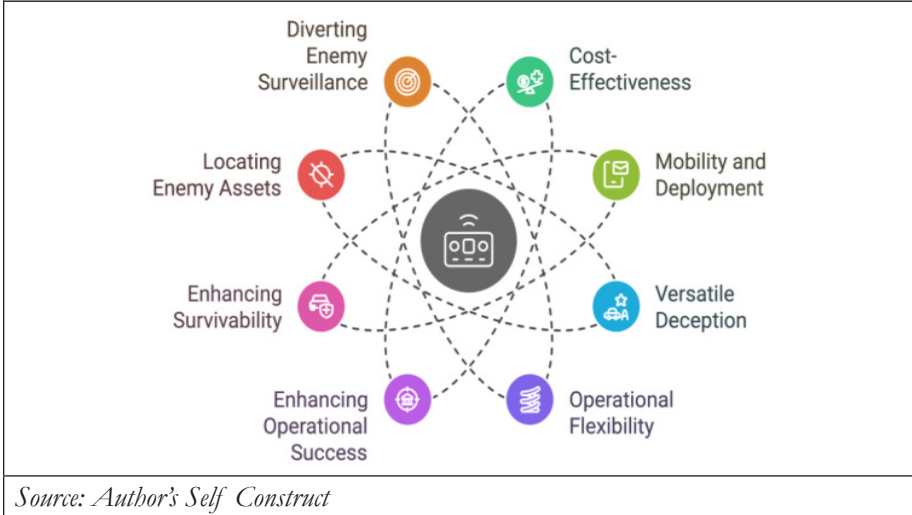 Diverting
Enemy
Surveillance
Cost-
Effectiveness
Locating
Enemy Assets
Mobility and
Deployment
Enhancing
Survivability
Versatile
Deception
Enhancing
Operational
Success
Operational
Flexibility
Source: Author's Self Construct